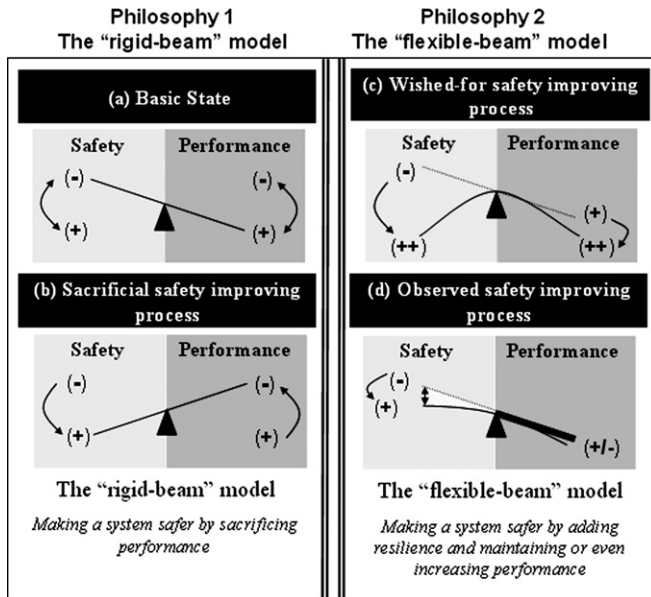 Philosophy 1
The “rigid-beam” model
(a) Basic State
Safety Performance
(-) (-)
(+) (+)
(b) Sacrificial safety improving
process
Safety Performance
(-) (-)
(+) (+)
The “rigid-beam” model
Making a system safer by sacrificing
performance
Philosophy 2
The “flexible-beam” model
(c) Wished-for safety improving
process
Safety Performance
(-)
(+)
(++) (++)
(d) Observed safety improving
process
Safety Performance
(-)
(+)
(+/-)
The “flexible-beam” model
Making a system safer by adding
resilience and maintaining or even
increasing performance